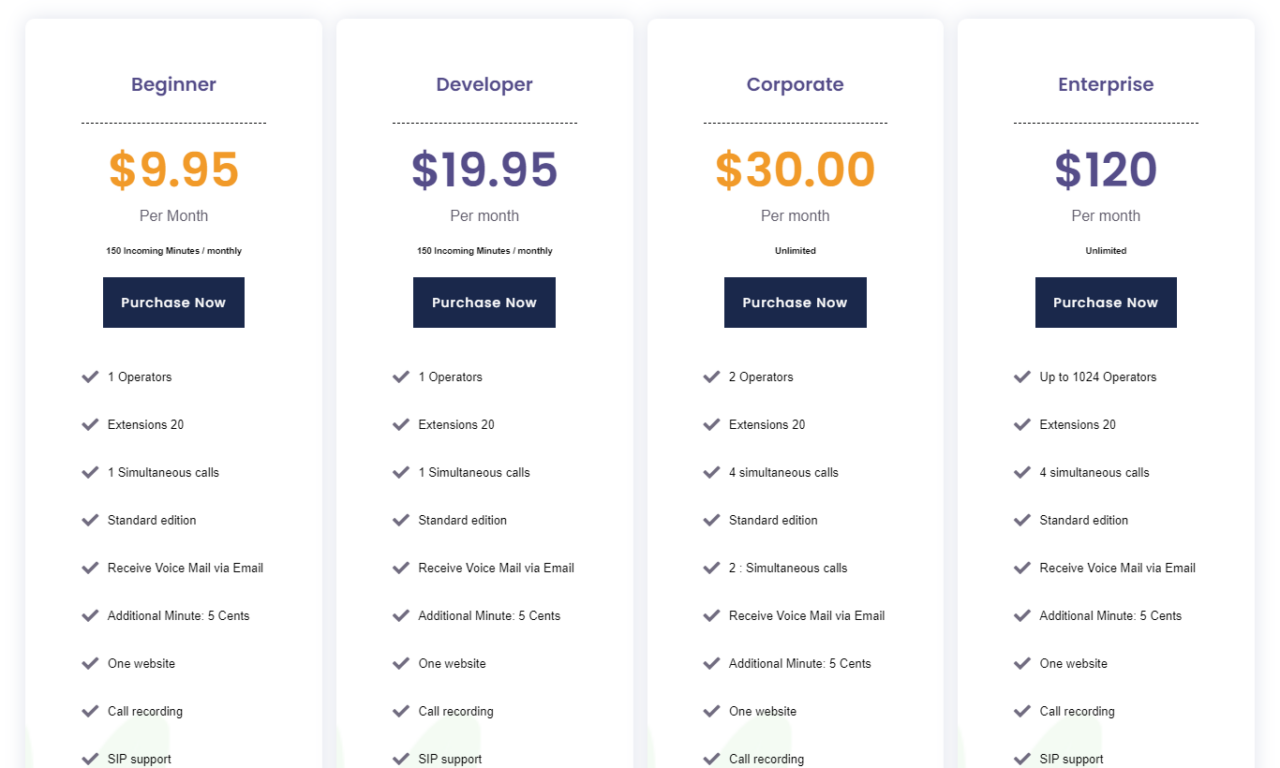 Beginner
$9.95
Per Month
150 Incoming Minutes / monthly
Purchase Now
1 Operators
Extensions 20
1 Simultaneous calls
Standard edition
Receive Voice Mail via Email
Additional Minute: 5 Cents
One website
Call recording
SIP support
Developer
$19.95
Per month
150 Incoming Minutes / monthly
Purchase Now
1 Operators
Extensions 20
1 Simultaneous calls
Standard edition
Receive Voice Mail via Email
Additional Minute: 5 Cents
One website
Call recording
SIP support
Corporate
$30.00
Per month
Unlimited
Purchase Now
2 Operators
Extensions 20
4 simultaneous calls
Standard edition
2 : Simultaneous calls
Receive Voice Mail via Email
Additional Minute: 5 Cents
One website
Call recording
Enterprise
$120
Per month
Unlimited
Purchase Now
Up to 1024 Operators
Extensions 20
4 simultaneous calls
Standard edition
Receive Voice Mail via Email
Additional Minute: 5 Cents
One website
Call recording
SIP support